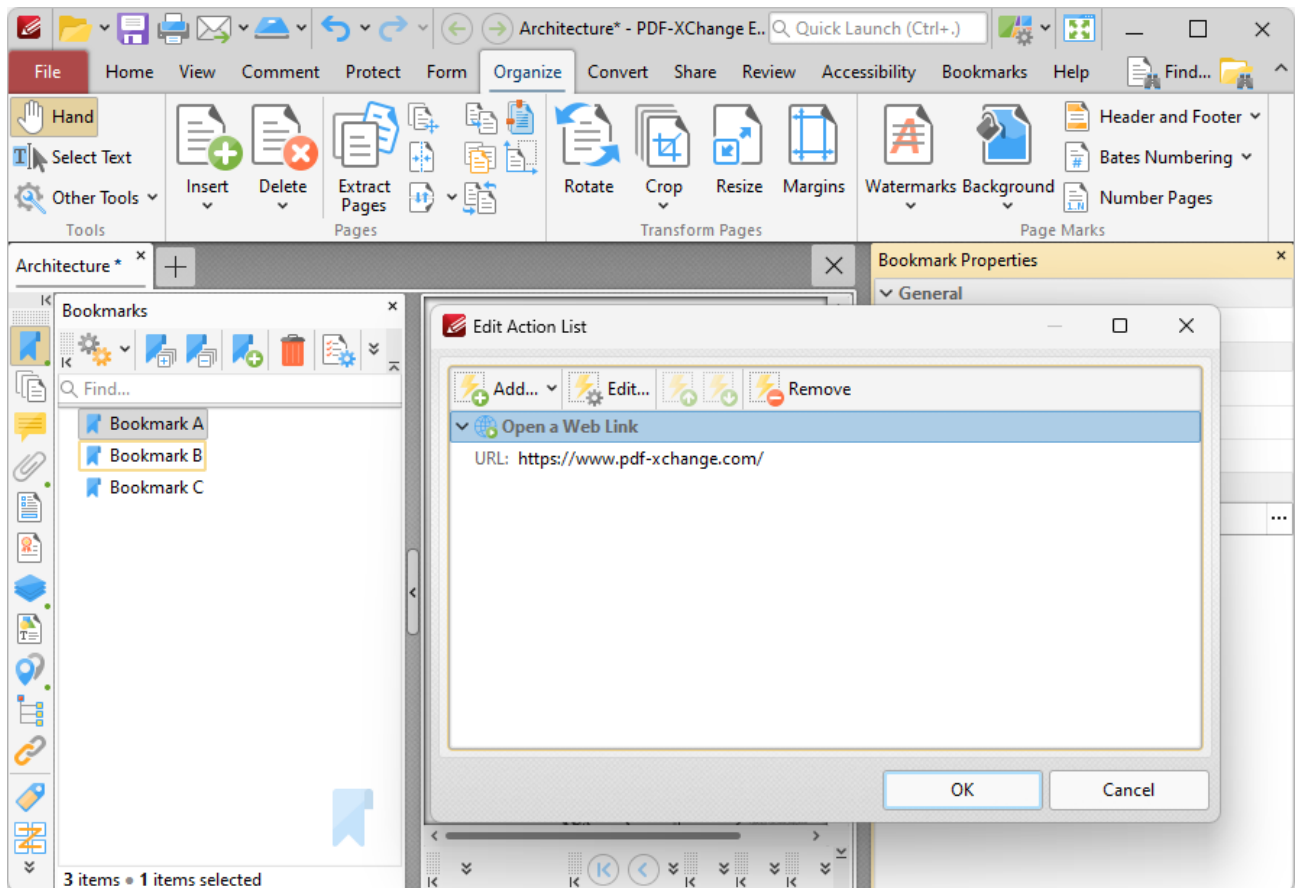 Architecture* - PDF-XChange E.. Quick Launch (Ctrl+.)
File Home View Comment Protect Form Organize Convert Share Review Accessibility Bookmarks Help Find...
Hand
Select Text
Other Tools
Tools
Insert
Delete
Extract
Pages
Pages
Rotate
Crop
Resize
Margins
Transform Pages
Watermarks
Background
Header and Footer
Bates Numbering
Number Pages
Page Marks
Architecture *
Bookmark Properties
General
Bookmarks
Find...
Bookmark A
Bookmark B
Bookmark C
3 items • 1 items selected
Edit Action List
Add... Edit... Remove
Open a Web Link
URL: https://www.pdf-xchange.com/
OK Cancel